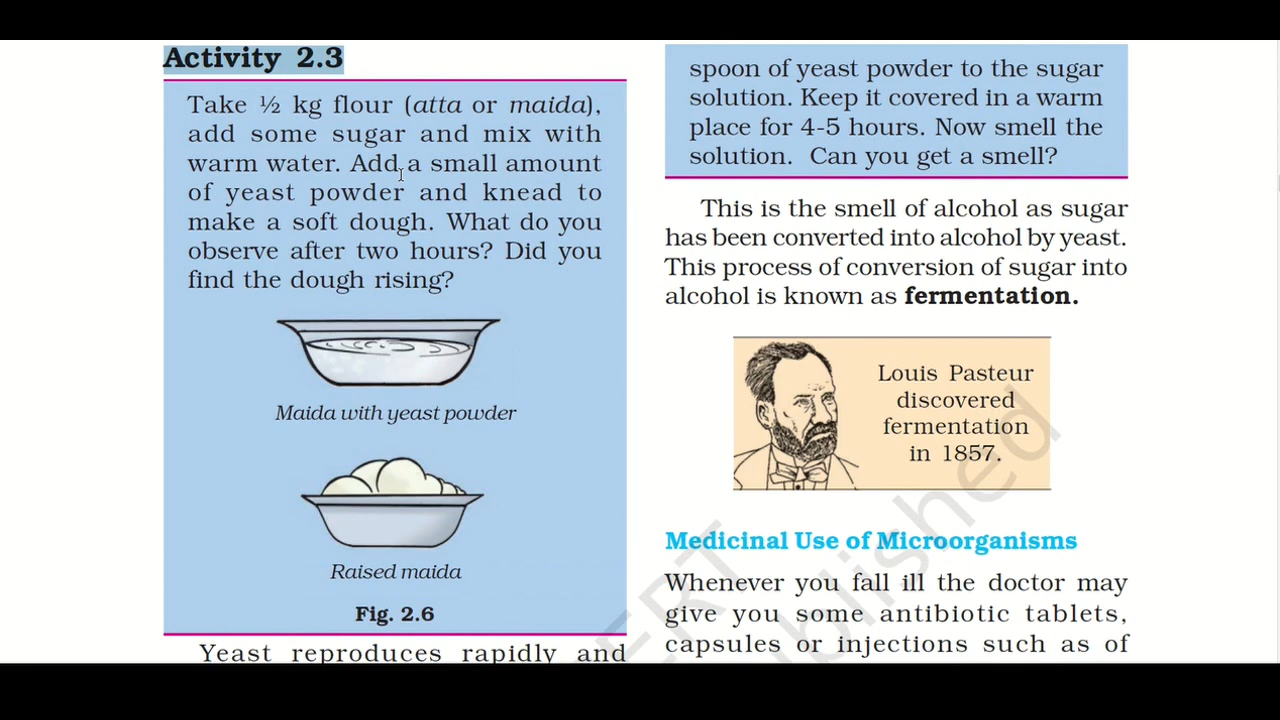 Activity 2.3
Take ½ kg flour (atta or maida),
add some sugar and mix with
warm water. Add a small amount
of yeast powder and knead to
make a soft dough. What do you
observe after two hours? Did you
find the dough rising?
Maida with yeast powder
Raised maida
Fig. 2.6
Yeast reproduces rapidly and
spoon of yeast powder to the sugar
solution. Keep it covered in a warm
place for 4-5 hours. Now smell the
solution. Can you get a smell?
This is the smell of alcohol as sugar
has been converted into alcohol by yeast.
This process of conversion of sugar into
alcohol is known as fermentation.
Louis Pasteur
discovered
fermentation
in 1857.
Medicinal Use of Microorganisms
Whenever you fall ill the doctor may
give you some antibiotic tablets,
capsules or injections such as of